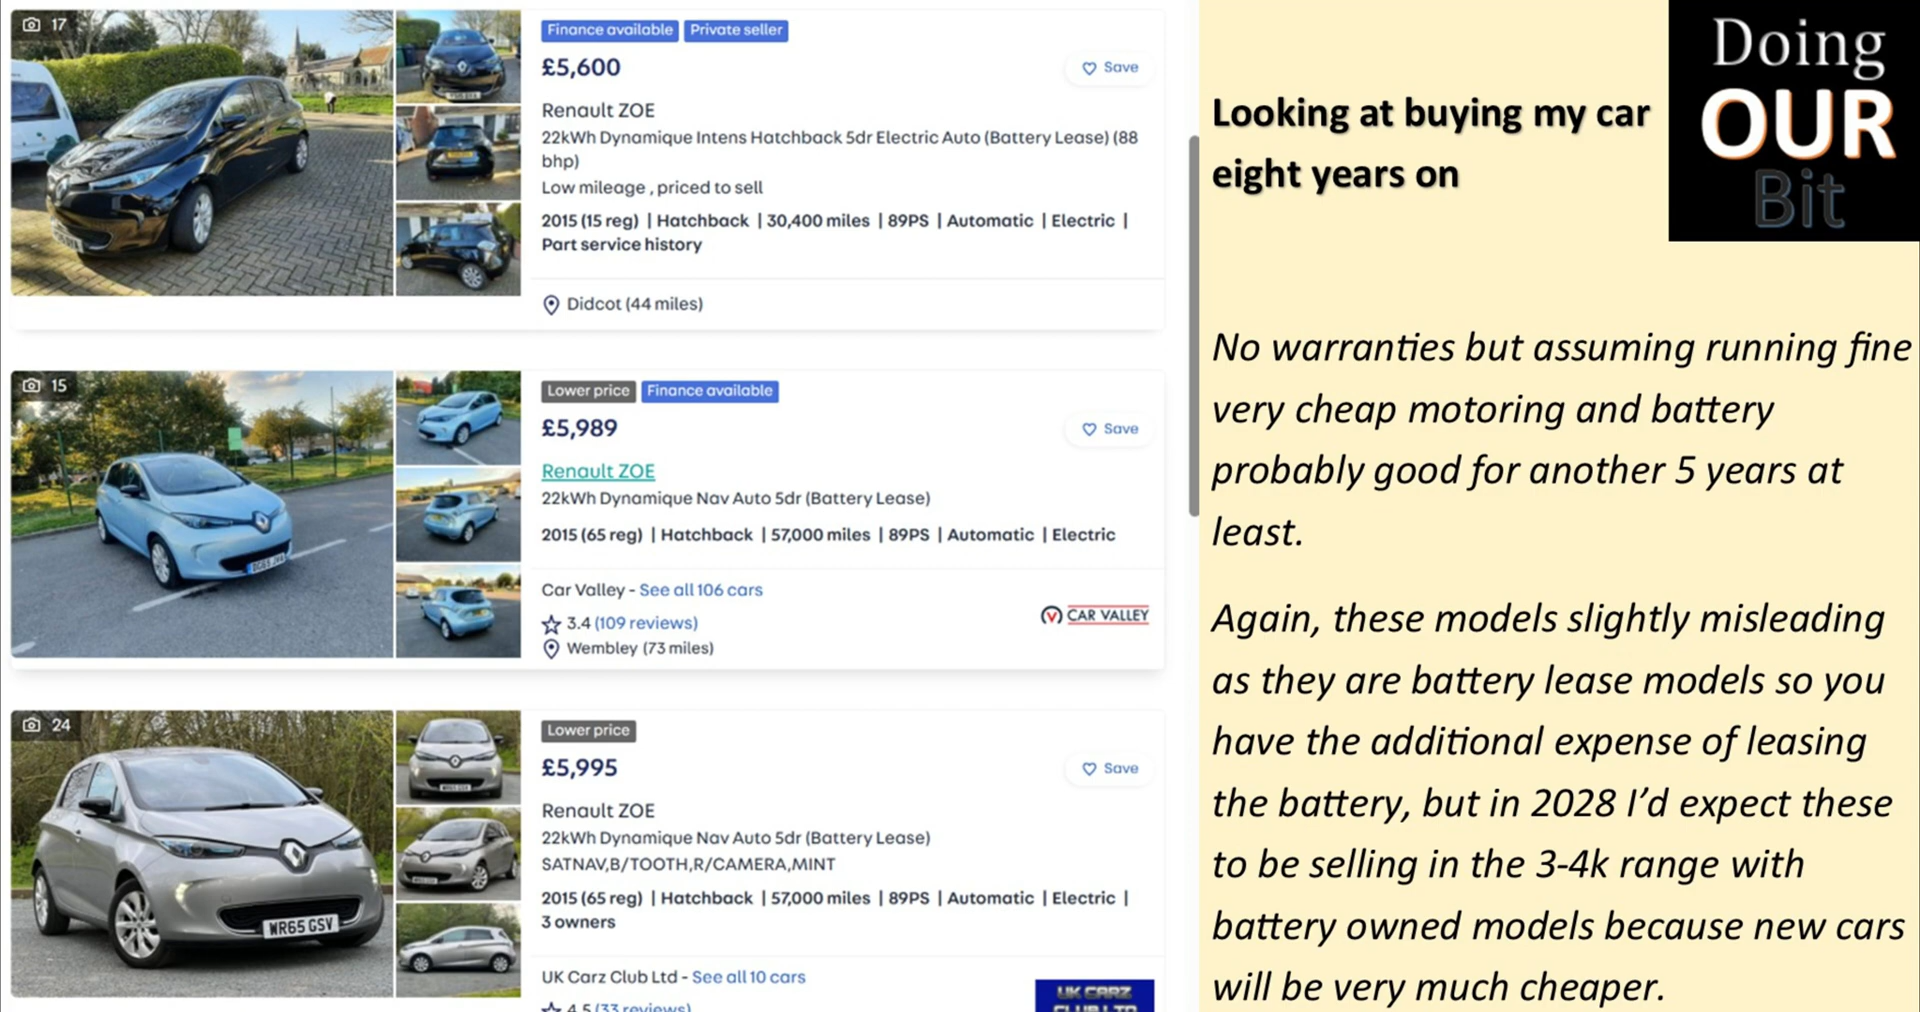 17
Finance available
Private seller
£5,600
Save
Renault ZOE
22kWh Dynamique Intens Hatchback 5dr Electric Auto (Battery Lease) (88
bhp)
Low mileage , priced to sell
2015 (15 reg) | Hatchback | 30,400 miles | 89PS | Automatic | Electric |
Part service history
Didcot (44 miles)
15
Lower price
Finance available
£5,989
Save
Renault ZOE
22kWh Dynamique Nav Auto 5dr (Battery Lease)
2015 (65 reg) | Hatchback | 57,000 miles | 89PS | Automatic | Electric
Car Valley - See all 106 cars
3.4 (109 reviews)
Wembley (73 miles)
CAR VALLEY
24
WR65 GSV
Lower price
£5,995
Save
Renault ZOE
22kWh Dynamique Nav Auto 5dr (Battery Lease)
SATNAV,B/TOOTH,R/CAMERA,MINT
2015 (65 reg) | Hatchback | 57,000 miles | 89PS | Automatic | Electric |
3 owners
UK Carz Club Ltd - See all 10 cars
4.5 (33 reviews)
UK CARZ
CLUB LTD
Looking at buying my car
eight years on
Doing
OUR
Bit
No warranties but assuming running fine
very cheap motoring and battery
probably good for another 5 years at
least.
Again, these models slightly misleading
as they are battery lease models so you
have the additional expense of leasing
the battery, but in 2028 I’d expect these
to be selling in the 3-4k range with
battery owned models because new cars
will be very much cheaper.